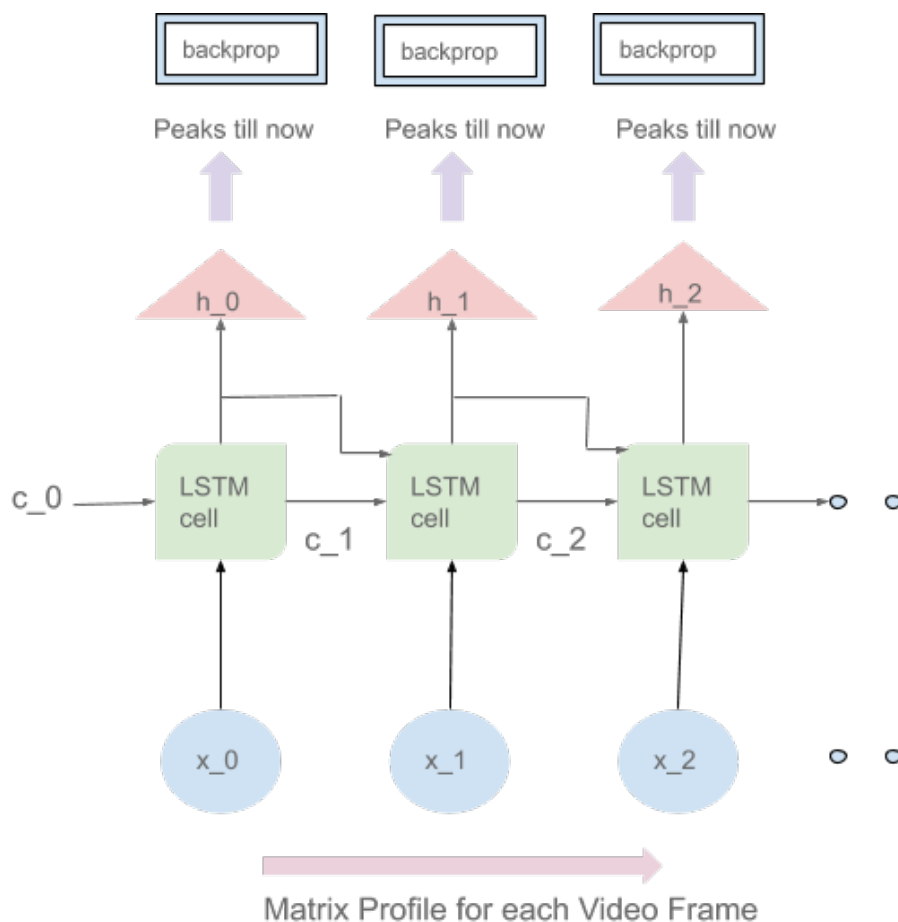 backprop
backprop
backprop
Peaks till now
Peaks till now
Peaks till now
h_0
h_1
h_2
c_0
LSTM
cell
LSTM
cell
LSTM
cell
c_1
c_2
x_0
x_1
x_2
Matrix Profile for each Video Frame